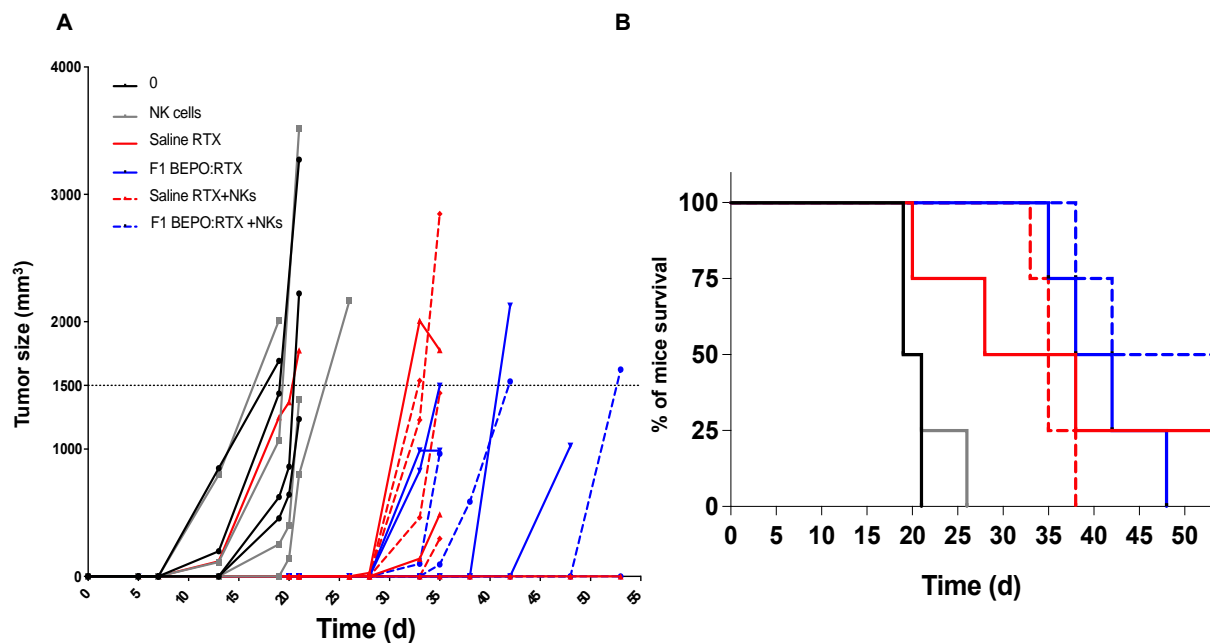 A
B
4000
3000
2000
1500
1000
0
Tumor size (mm³)
0
NK cells
Saline RTX
F1 BEPO:RTX
Saline RTX+NKs
F1 BEPO:RTX +NKs
0 5 10 15 20 25 30 35 40 45 50 55
Time (d)
100
75
50
25
0
% of mice survival
0 5 10 15 20 25 30 35 40 45 50
Time (d)